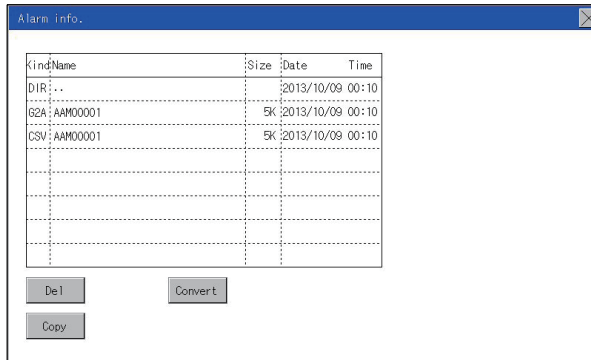 Alarm info.
Kind Name Size Date Time
DIR .. 2013/10/09 00:10
G2A AAM00001 5K 2013/10/09 00:10
CSV AAM00001 5K 2013/10/09 00:10
Del Convert
Copy